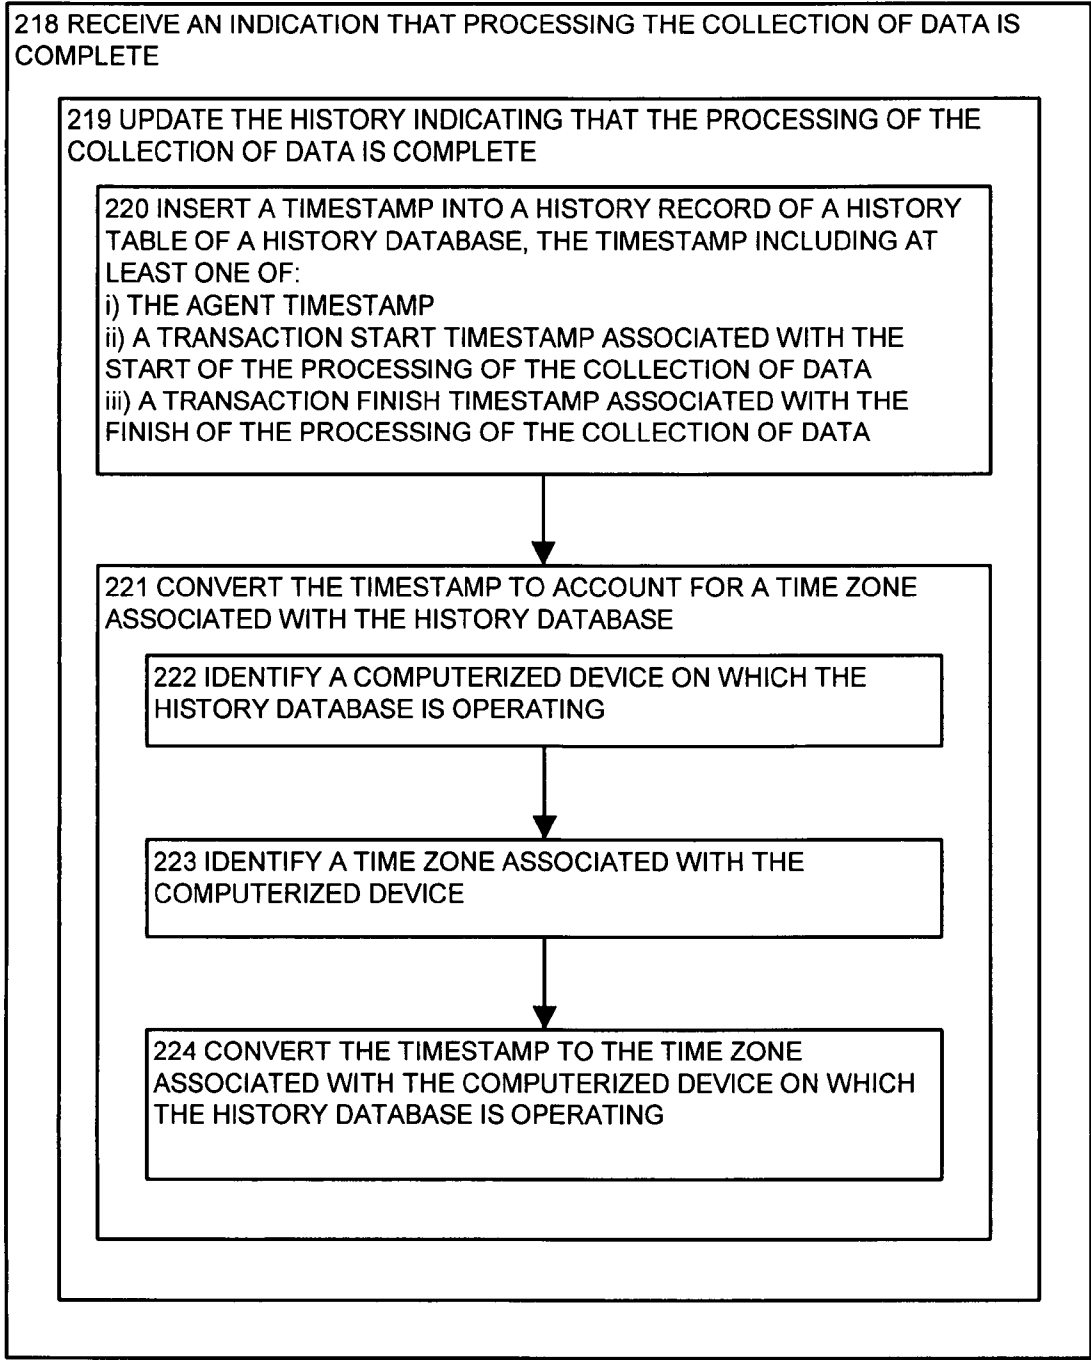 218 RECEIVE AN INDICATION THAT PROCESSING THE COLLECTION OF DATA IS
COMPLETE
219 UPDATE THE HISTORY INDICATING THAT THE PROCESSING OF THE
COLLECTION OF DATA IS COMPLETE
220 INSERT A TIMESTAMP INTO A HISTORY RECORD OF A HISTORY
TABLE OF A HISTORY DATABASE, THE TIMESTAMP INCLUDING AT
LEAST ONE OF:
i) THE AGENT TIMESTAMP
ii) A TRANSACTION START TIMESTAMP ASSOCIATED WITH THE
START OF THE PROCESSING OF THE COLLECTION OF DATA
iii) A TRANSACTION FINISH TIMESTAMP ASSOCIATED WITH THE
FINISH OF THE PROCESSING OF THE COLLECTION OF DATA
221 CONVERT THE TIMESTAMP TO ACCOUNT FOR A TIME ZONE
ASSOCIATED WITH THE HISTORY DATABASE
222 IDENTIFY A COMPUTERIZED DEVICE ON WHICH THE
HISTORY DATABASE IS OPERATING
223 IDENTIFY A TIME ZONE ASSOCIATED WITH THE
COMPUTERIZED DEVICE
224 CONVERT THE TIMESTAMP TO THE TIME ZONE
ASSOCIATED WITH THE COMPUTERIZED DEVICE ON WHICH
THE HISTORY DATABASE IS OPERATING